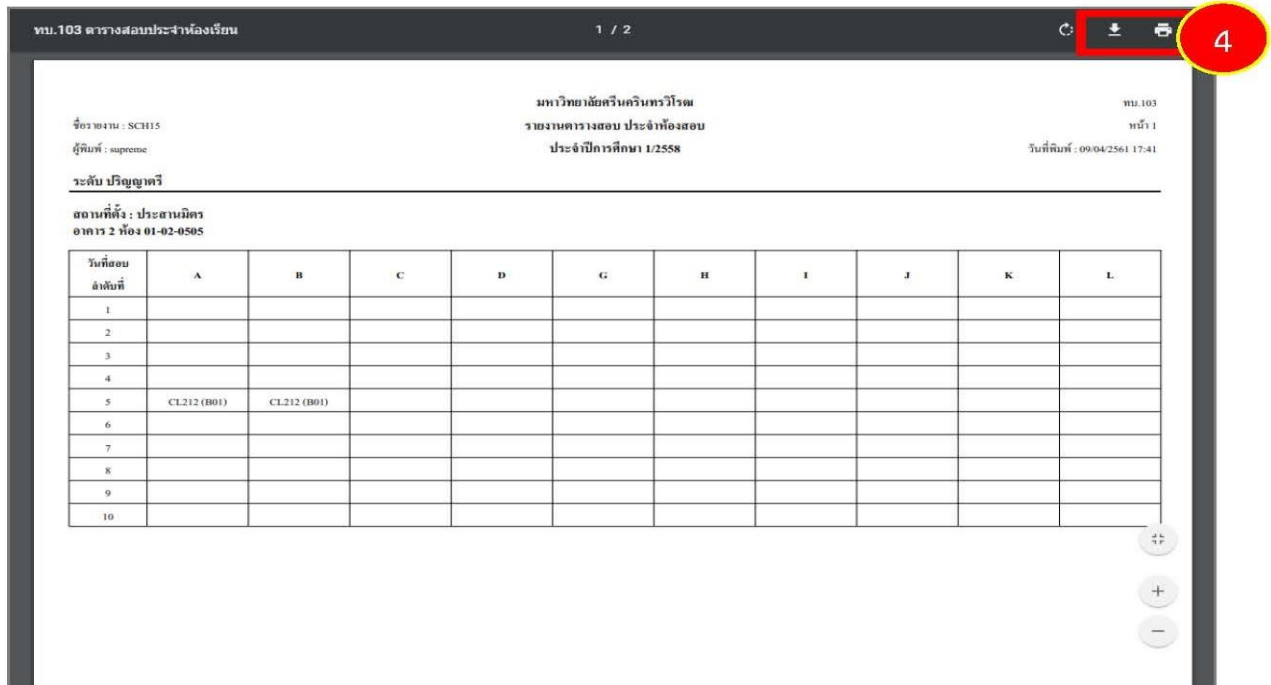 ทบ.103 ตารางสอบประจำห้องเรียน 1 / 2
4
มหาวิทยาลัยศรีนครินทรวิโรฒ ทบ.103
ชื่อรายงาน : SCH15 รายงานตารางสอบ ประจำห้องสอบ หน้า 1
ผู้พิมพ์ : supreme ประจำปีการศึกษา 1/2558 วันที่พิมพ์ : 09/04/2561 17:41
ระดับ ปริญญาตรี
สถานที่ตั้ง : ประสานมิตร
อาคาร 2 ห้อง 01-02-0505
วันที่สอบ
ลำดับที่ A B C D G H I J K L
1
2
3
4
5 CL212 (B01) CL212 (B01)
6
7
8
9
10